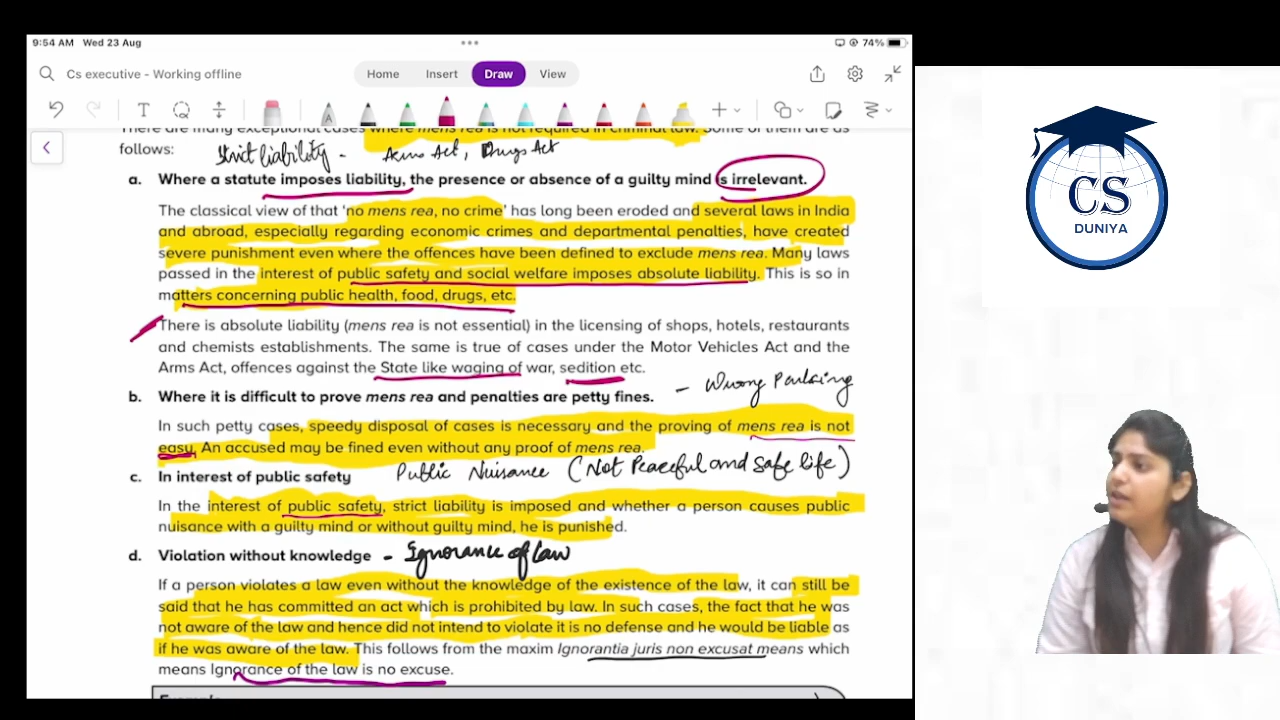 9:54 AM Wed 23 Aug
74%
Cs executive - Working offline
Home Insert Draw View
There are many exceptional cases where mens rea is not required in criminal law. Some of them are as
follows: Strict liability - Arms Act, Drugs Act
a. Where a statute imposes liability, the presence or absence of a guilty mind is irrelevant.
The classical view of that 'no mens rea, no crime' has long been eroded and several laws in India
and abroad, especially regarding economic crimes and departmental penalties, have created
severe punishment even where the offences have been defined to exclude mens rea. Many laws
passed in the interest of public safety and social welfare imposes absolute liability. This is so in
matters concerning public health, food, drugs, etc.
There is absolute liability (mens rea is not essential) in the licensing of shops, hotels, restaurants
and chemists establishments. The same is true of cases under the Motor Vehicles Act and the
Arms Act, offences against the State like waging of war, sedition etc.
b. Where it is difficult to prove mens rea and penalties are petty fines. - Wrong Parking
In such petty cases, speedy disposal of cases is necessary and the proving of mens rea is not
easy. An accused may be fined even without any proof of mens rea.
c. In interest of public safety Public Nuisance (Not Peaceful and Safe life)
In the interest of public safety, strict liability is imposed and whether a person causes public
nuisance with a guilty mind or without guilty mind, he is punished.
d. Violation without knowledge - Ignorance of law
If a person violates a law even without the knowledge of the existence of the law, it can still be
said that he has committed an act which is prohibited by law. In such cases, the fact that he was
not aware of the law and hence did not intend to violate it is no defense and he would be liable as
if he was aware of the law. This follows from the maxim Ignorantia juris non excusat means which
means Ignorance of the law is no excuse.
CS
DUNIYA